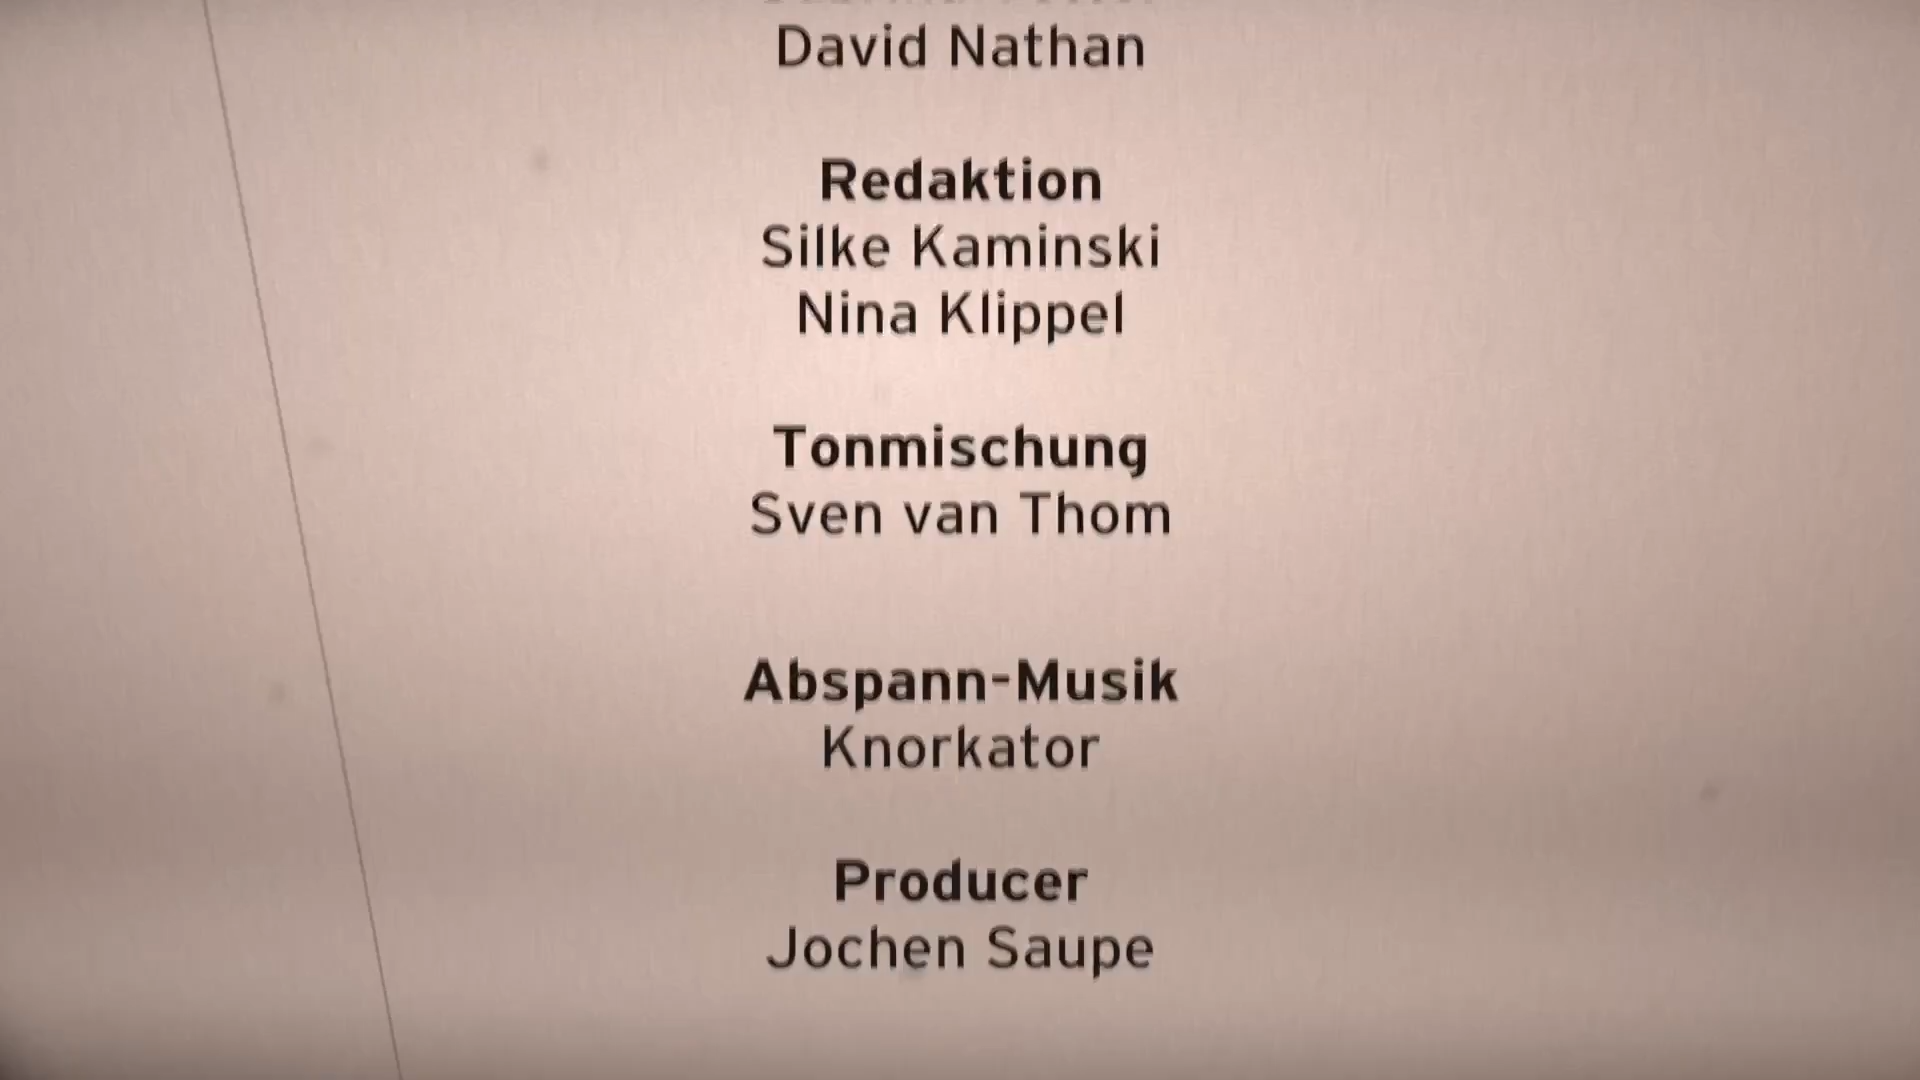 David Nathan
Redaktion
Silke Kaminski
Nina Klippel
Tonmischung
Sven van Thom
Abspann-Musik
Knorkator
Producer
Jochen Saupe